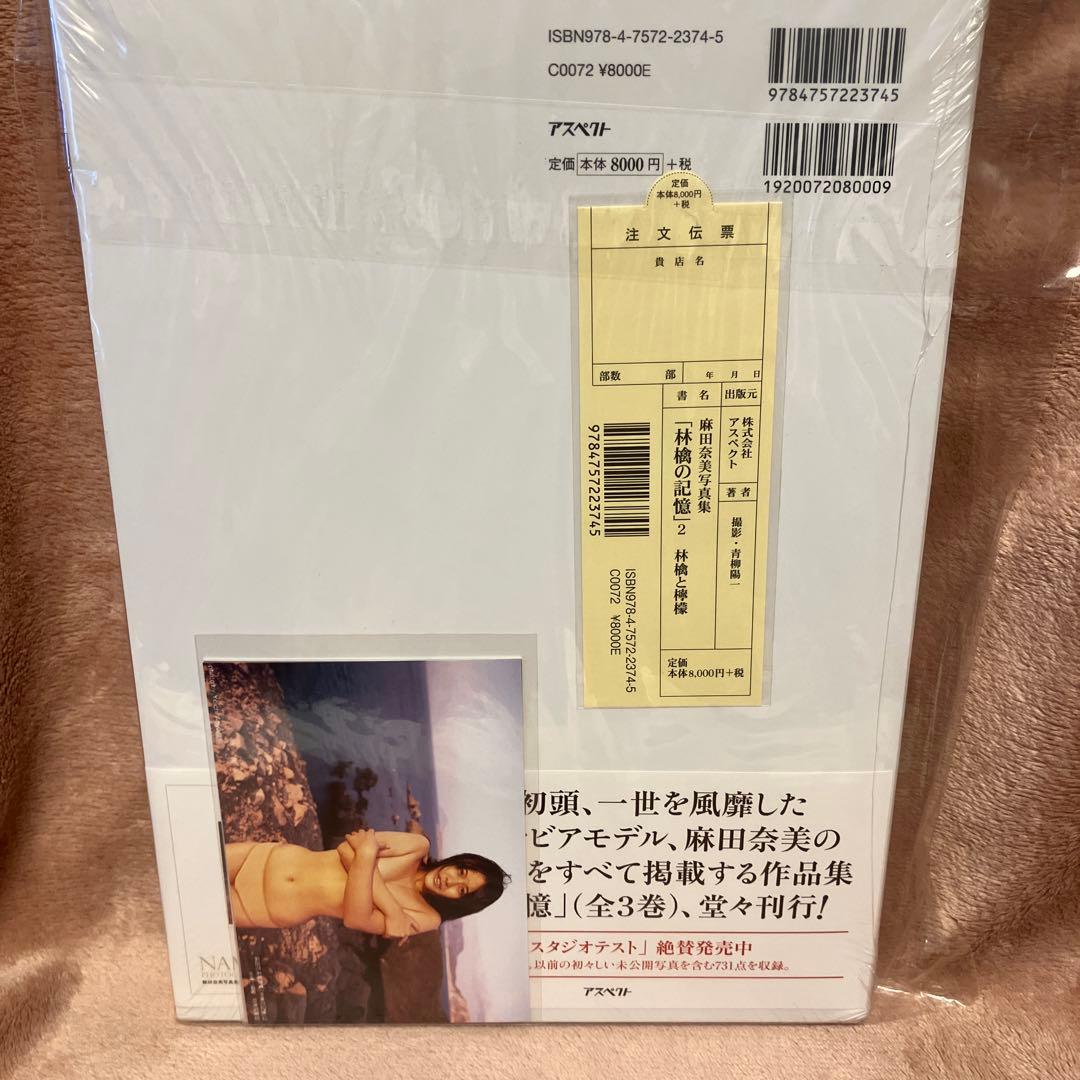 ISBN978-4-7572-2374-5
C0072 ¥8000E
9784757223745
アスペクト
定価 本体 8000 円 +税
1920072080009
定価
本体8,000円
+税
注文伝票
貴店名
部数 部 年 月 日
書名 出版元
株式会社
アスペクト
著者
撮影・青柳陽一
麻田奈美写真集
「林檎の記憶」2 林檎と檸檬
定価
本体8,000円+税
9784757223745
ISBN978-4-7572-2374-5
C0072 ¥8000E
初頭、一世を風靡した
ビアモデル、麻田奈美の
をすべて掲載する作品集
憶」(全3巻)、堂々刊行!
スタジオテスト」 絶賛発売中
以前の初々しい未公開写真を含む731点を収録。
アスペクト
NAM
PHOTOG
麻田奈美写真集